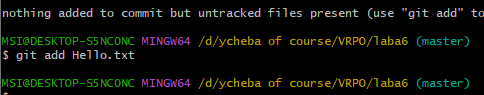 nothing added to commit but untracked files present (use "git add" to
MSI@DESKTOP-S5NCONC MINGW64 /d/ycheba of course/VRPO/laba6 (master)
$ git add Hello.txt
MSI@DESKTOP-S5NCONC MINGW64 /d/ycheba of course/VRPO/laba6 (master)